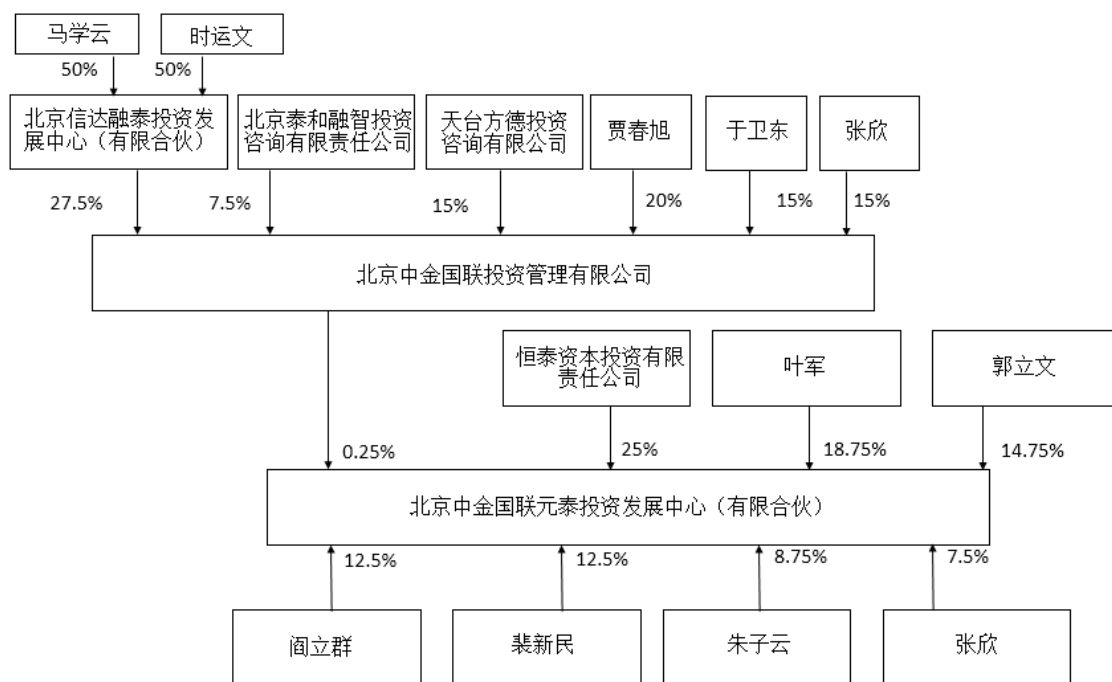 马学云
时运文
50%
50%
北京信达融泰投资发
展中心（有限合伙）
北京泰和融智投资
咨询有限责任公司
天台方德投资
咨询有限公司
贾春旭
于卫东
张欣
27.5%
7.5%
15%
20%
15%
15%
北京中金国联投资管理有限公司
恒泰资本投资有限
责任公司
叶军
郭立文
0.25%
25%
18.75%
14.75%
北京中金国联元泰投资发展中心（有限合伙）
12.5%
12.5%
8.75%
7.5%
阎立群
裴新民
朱子云
张欣